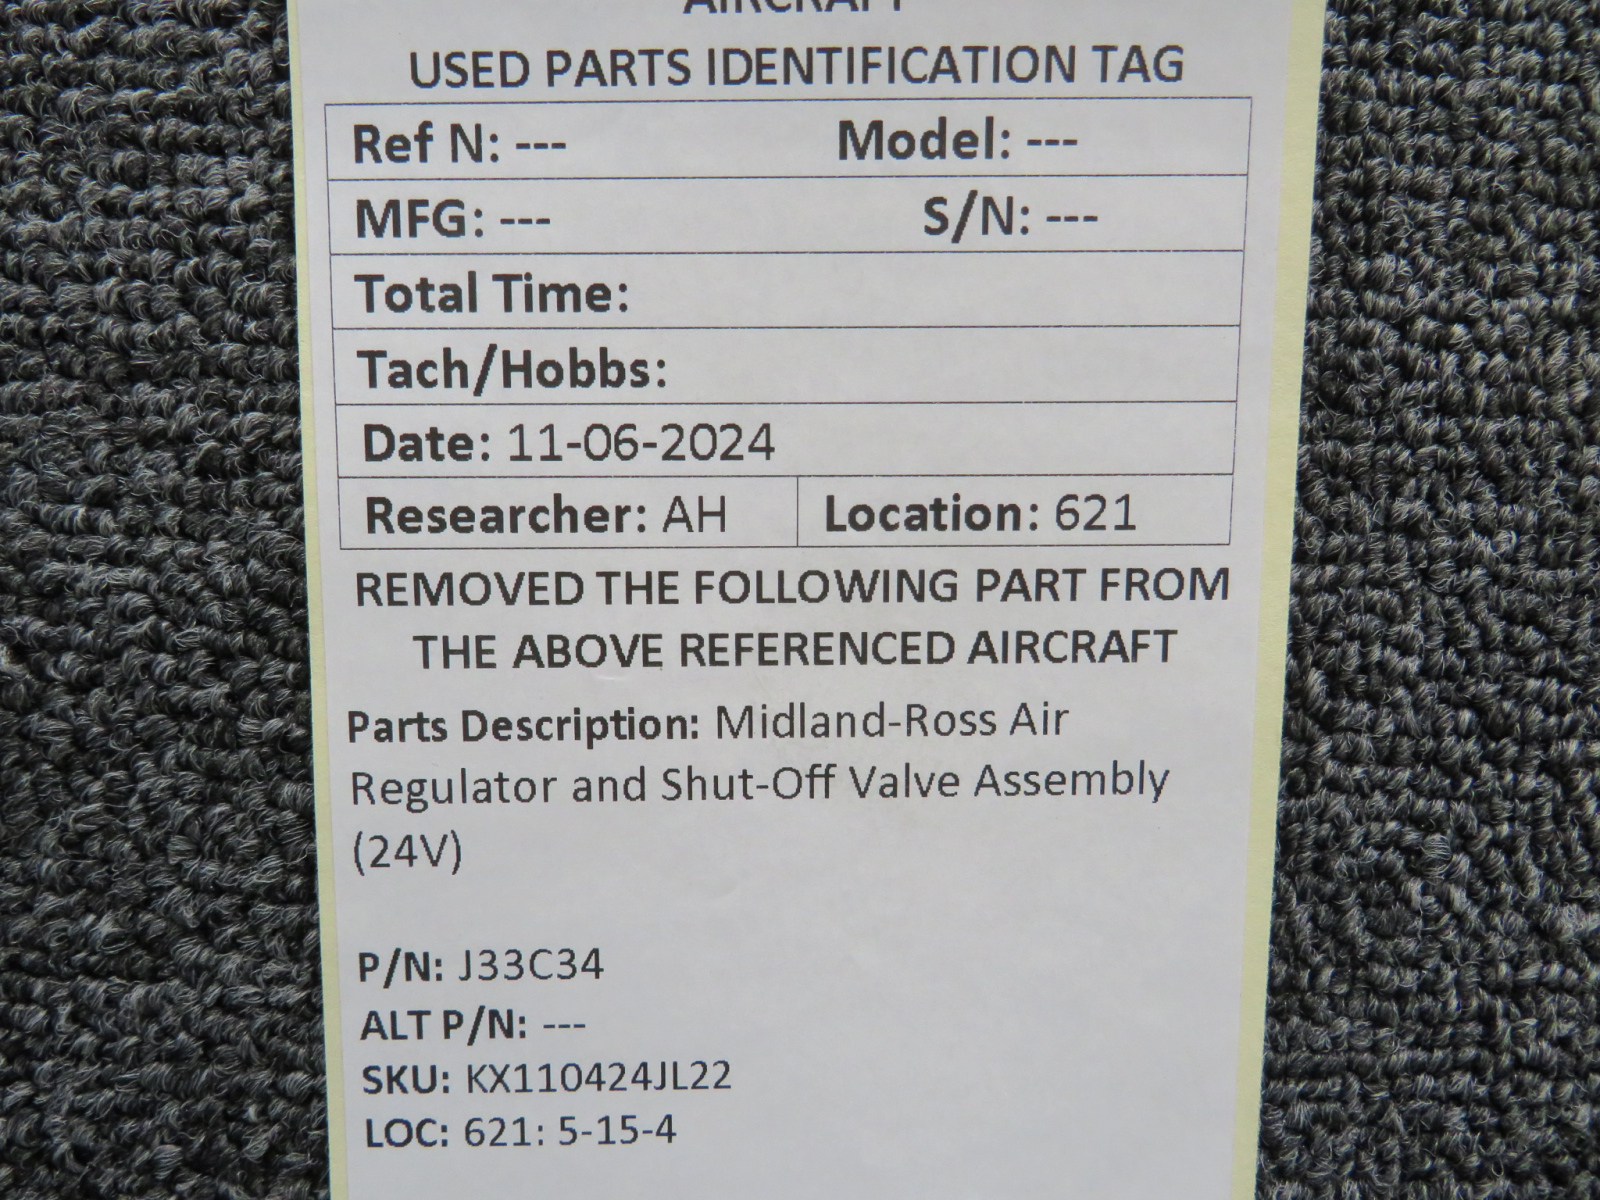 AIRCRAFT
USED PARTS IDENTIFICATION TAG
Ref N: --- Model: ---
MFG: --- S/N: ---
Total Time:
Tach/Hobbs:
Date: 11-06-2024
Researcher: AH Location: 621
REMOVED THE FOLLOWING PART FROM
THE ABOVE REFERENCED AIRCRAFT
Parts Description: Midland-Ross Air
Regulator and Shut-Off Valve Assembly
(24V)
P/N: J33C34
ALT P/N: ---
SKU: KX110424JL22
LOC: 621: 5-15-4